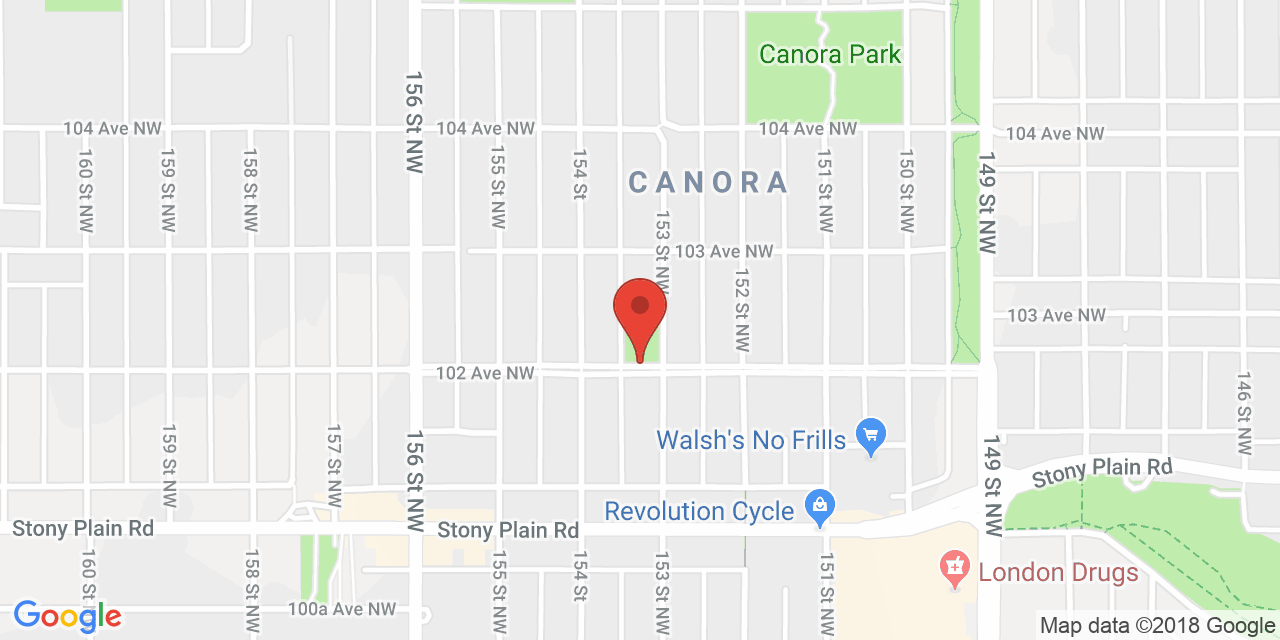 Canora Park
156 St NW
104 Ave NW
104 Ave NW
104 Ave NW
104 Ave NW
160 St NW
159 St NW
158 St NW
155 St NW
154 St
151 St NW
150 St NW
149 St NW
CANORA
153 St NW
103 Ave NW
152 St NW
103 Ave NW
102 Ave NW
146 St NW
159 St NW
157 St NW
156 St NW
Walsh's No Frills
149 St NW
Stony Plain Rd
Revolution Cycle
Stony Plain Rd
Stony Plain Rd
160 St N
158 St NW
155 St NW
154 St
153 St NW
151 St NW
London Drugs
100a Ave NW
Google
Map data ©2018 Google